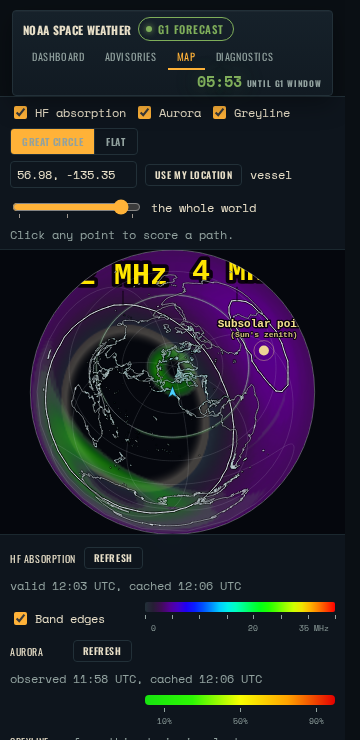 NOAA SPACE WEATHER G1 FORECAST
DASHBOARD ADVISORIES MAP DIAGNOSTICS
05:53 UNTIL G1 WINDOW
HF absorption Aurora Greyline
GREAT CIRCLE FLAT
56.98, -135.35 USE MY LOCATION vessel
the whole world
Click any point to score a path.
MHz 4
Subsolar
(Sun's zenith)
HF ABSORPTION REFRESH
valid 12:03 UTC, cached 12:06 UTC
Band edges
0 20 35 MHz
AURORA REFRESH
observed 11:58 UTC, cached 12:06 UTC
10% 50% 90%